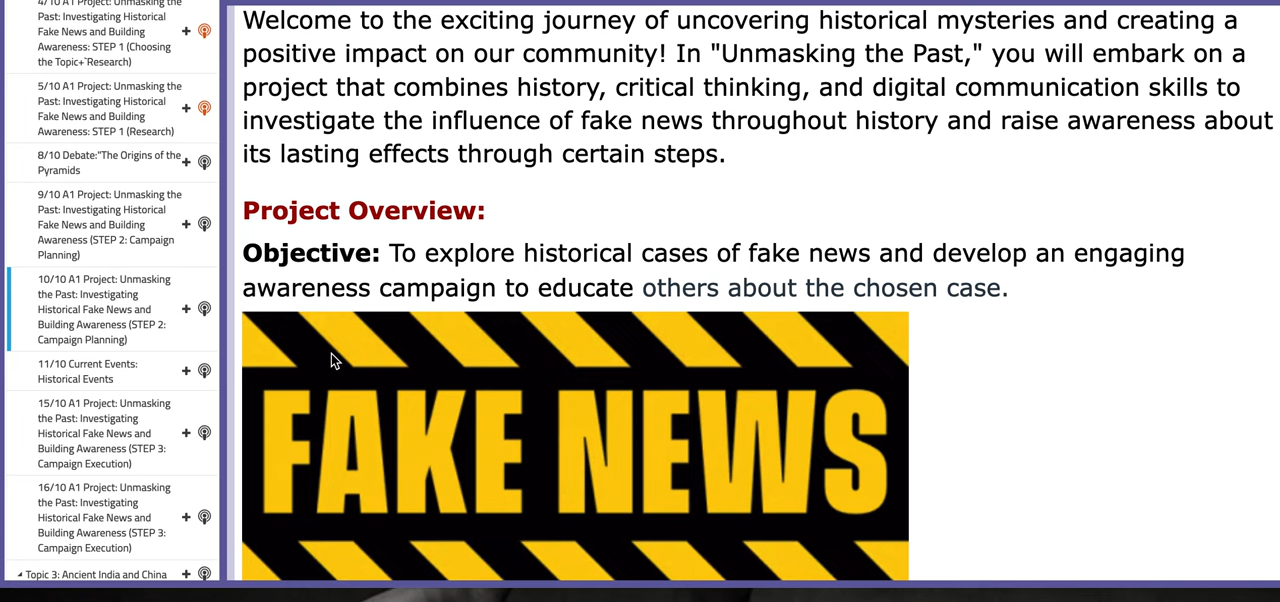 4/10 A1 Project: Unmasking the
Past: Investigating Historical
Fake News and Building
Awareness: STEP 1 (Choosing
the Topic+`Research)
5/10 A1 Project: Unmasking the
Past: Investigating Historical
Fake News and Building
Awareness: STEP 1 (Research)
8/10 Debate:"The Origins of the
Pyramids
9/10 A1 Project: Unmasking the
Past: Investigating Historical
Fake News and Building
Awareness (STEP 2: Campaign
Planning)
10/10 A1 Project: Unmasking
the Past: Investigating
Historical Fake News and
Building Awareness (STEP 2:
Campaign Planning)
11/10 Current Events:
Historical Events
15/10 A1 Project: Unmasking
the Past: Investigating
Historical Fake News and
Building Awareness (STEP 3:
Campaign Execution)
16/10 A1 Project: Unmasking
the Past: Investigating
Historical Fake News and
Building Awareness (STEP 3:
Campaign Execution)
Topic 3: Ancient India and China
Welcome to the exciting journey of uncovering historical mysteries and creating a
positive impact on our community! In "Unmasking the Past," you will embark on a
project that combines history, critical thinking, and digital communication skills to
investigate the influence of fake news throughout history and raise awareness about
its lasting effects through certain steps.
Project Overview:
Objective: To explore historical cases of fake news and develop an engaging
awareness campaign to educate others about the chosen case.
FAKE NEWS